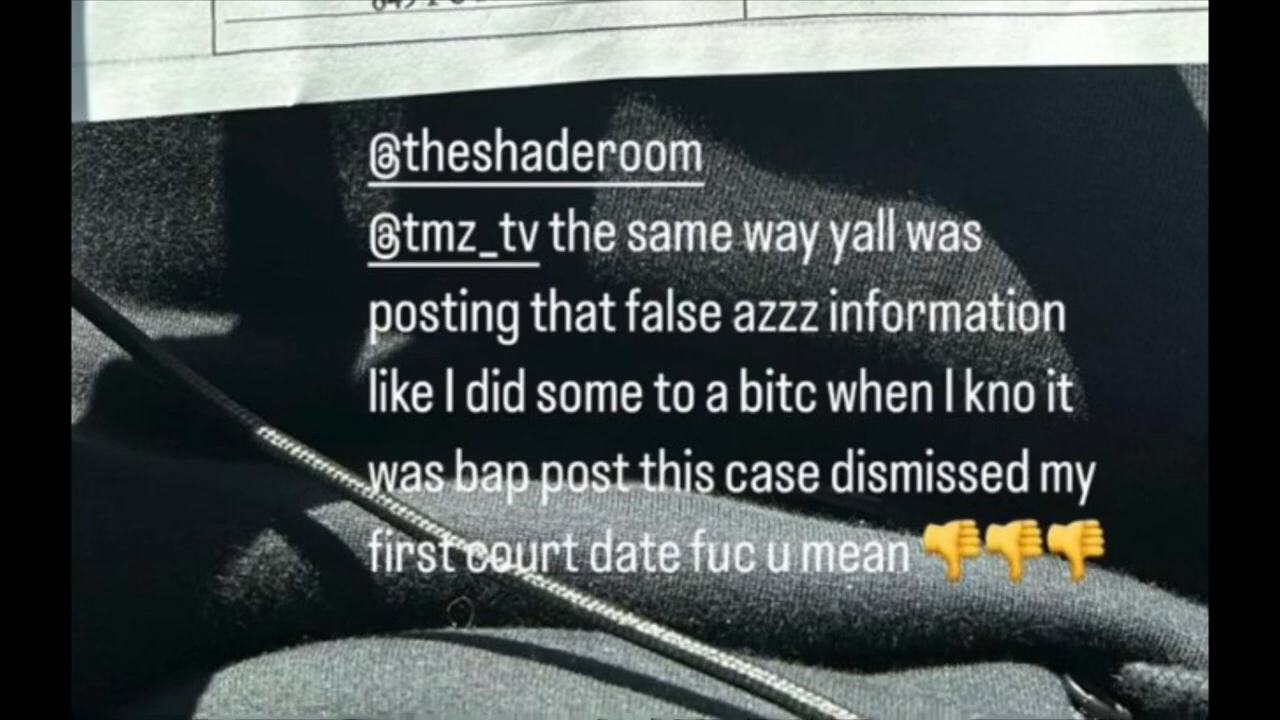 @theshaderoom
@tmz_tv the same way yall was
posting that false azzz information
like I did some to a bitc when I kno it
was bap post this case dismissed my
first court date fuc u mean 👎👎👎